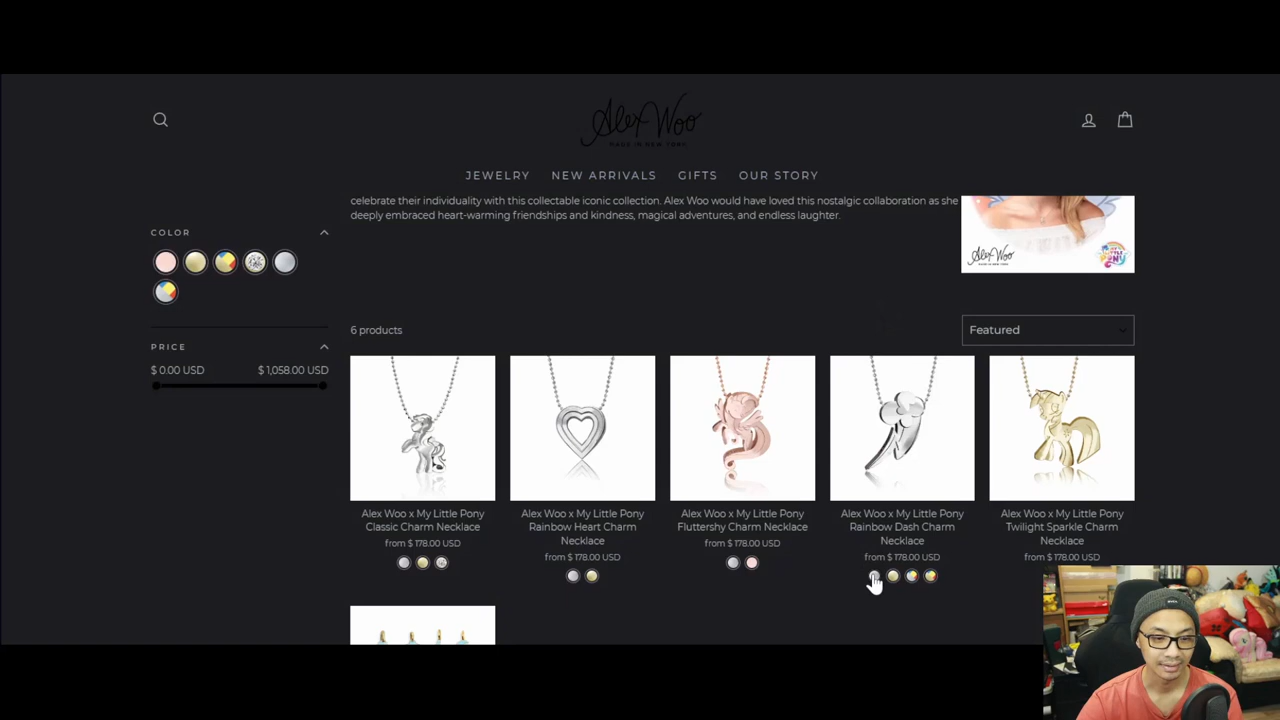 Alex Woo
MADE IN NEW YORK
JEWELRY NEW ARRIVALS GIFTS OUR STORY
celebrate their individuality with this collectable iconic collection. Alex Woo would have loved this nostalgic collaboration as she
deeply embraced heart-warming friendships and kindness, magical adventures, and endless laughter.
Alex Woo
COLOR
PRICE
$ 0.00 USD $ 1,058.00 USD
6 products
Featured
Alex Woo x My Little Pony
Classic Charm Necklace
from $ 178.00 USD
Alex Woo x My Little Pony
Rainbow Heart Charm
Necklace
from $ 178.00 USD
Alex Woo x My Little Pony
Fluttershy Charm Necklace
from $ 178.00 USD
Alex Woo x My Little Pony
Rainbow Dash Charm
Necklace
from $ 178.00 USD
Alex Woo x My Little Pony
Twilight Sparkle Charm
Necklace
from $ 178.00 USD